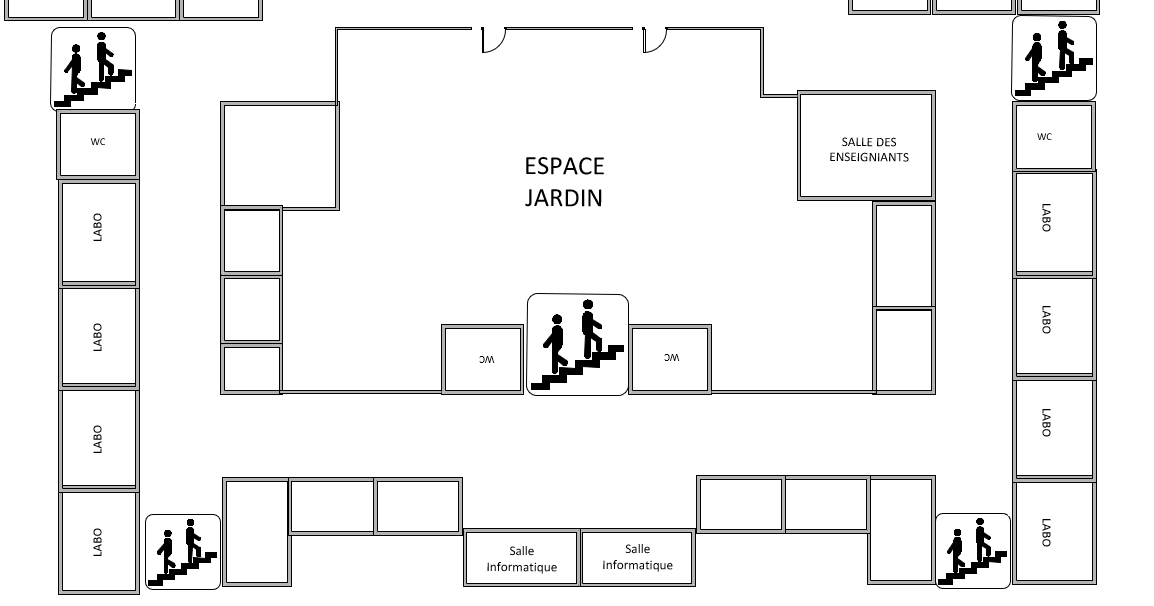 WC
WC
SALLE DES
ENSEIGNIANTS
ESPACE
JARDIN
LABO
LABO
LABO
LABO
WC
WC
LABO
LABO
LABO
LABO
Salle
Informatique
Salle
Informatique